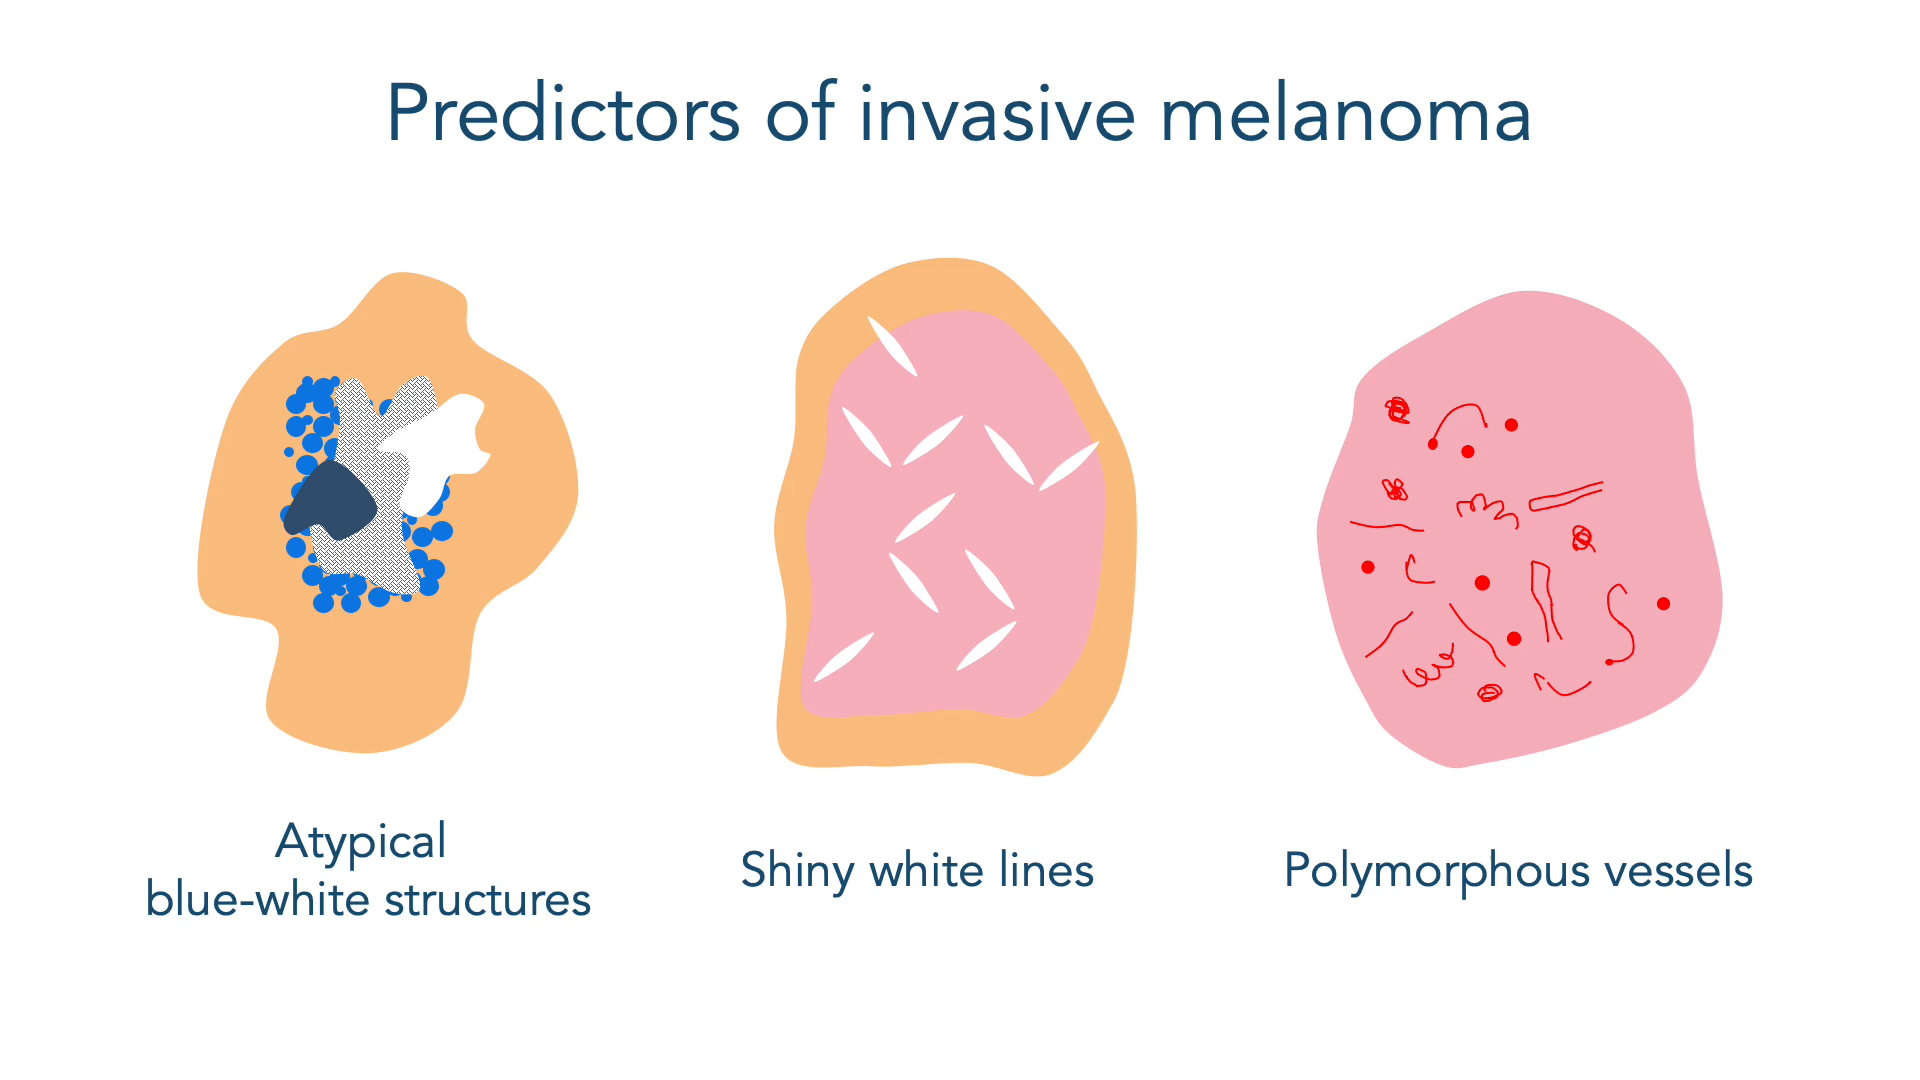 Predictors of invasive melanoma
Atypical
blue-white structures
Shiny white lines
Polymorphous vessels